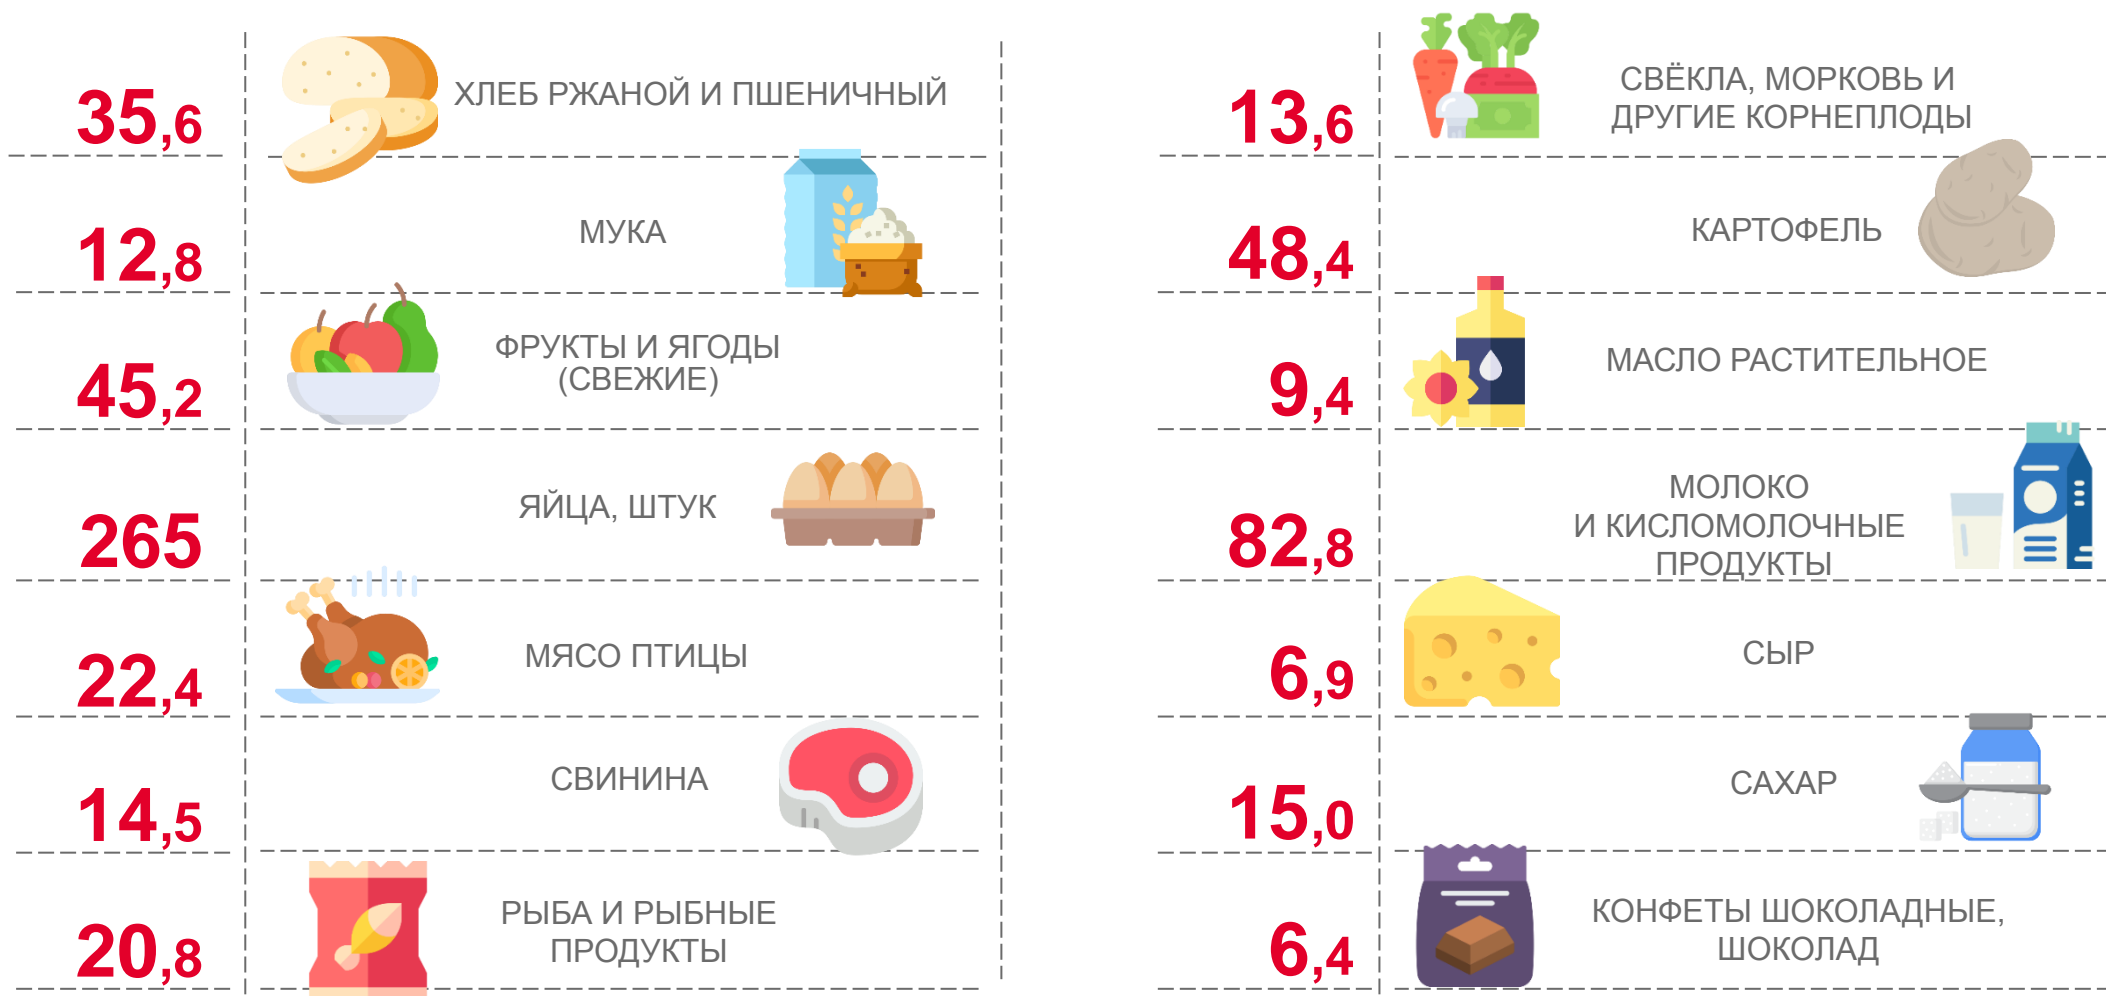 35,6
ХЛЕБ РЖАНОЙ И ПШЕНИЧНЫЙ
12,8
МУКА
45,2
ФРУКТЫ И ЯГОДЫ
(СВЕЖИЕ)
265
ЯЙЦА, ШТУК
22,4
МЯСО ПТИЦЫ
14,5
СВИНИНА
20,8
РЫБА И РЫБНЫЕ
ПРОДУКТЫ
13,6
СВЁКЛА, МОРКОВЬ И
ДРУГИЕ КОРНЕПЛОДЫ
48,4
КАРТОФЕЛЬ
9,4
МАСЛО РАСТИТЕЛЬНОЕ
82,8
МОЛОКО
И КИСЛОМОЛОЧНЫЕ
ПРОДУКТЫ
6,9
СЫР
15,0
САХАР
6,4
КОНФЕТЫ ШОКОЛАДНЫЕ,
ШОКОЛАД